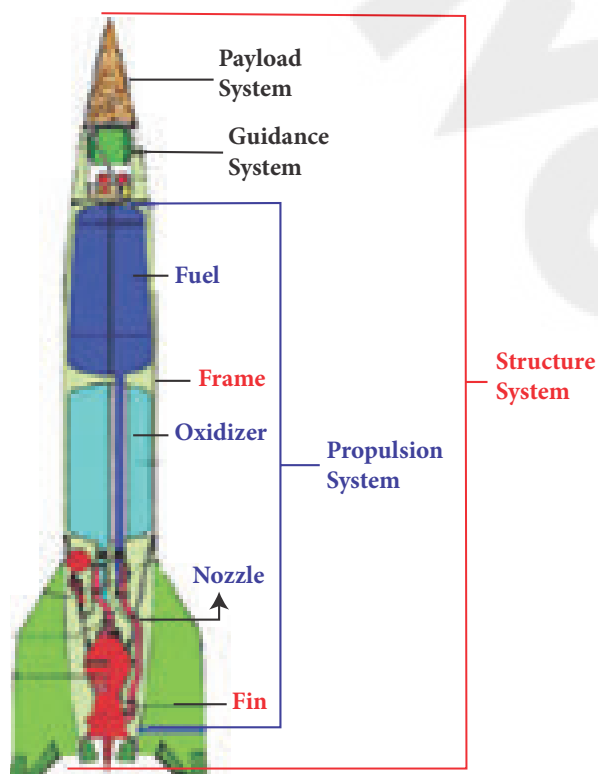 Payload
System
Guidance
System
Fuel
Frame
Structure
System
Oxidizer
Propulsion
System
Nozzle
Fin